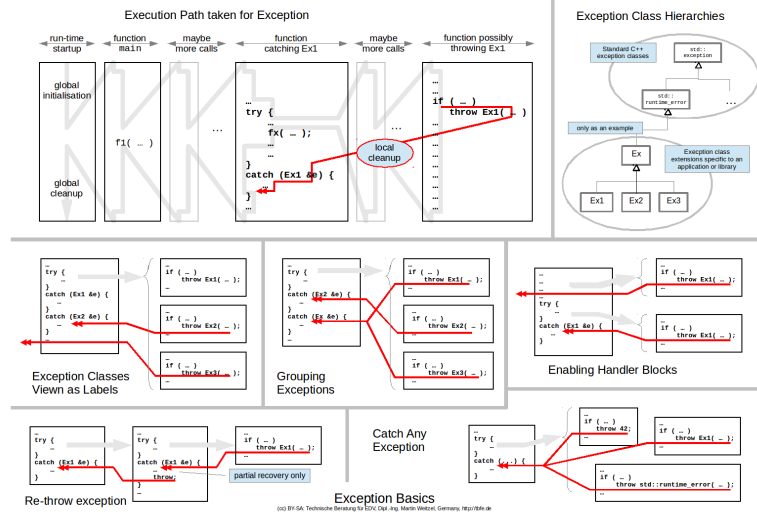 Execution Path taken for Exception
run-time
startup
function
main
maybe
more calls
function
catching Ex1
maybe
more calls
function possibly
throwing Ex1
global
initialisation
global
cleanup
f1( … )
…
…
try {
…
fx( … );
…
…
}
catch (Ex1 &e) {
…
}
…
…
local
cleanup
…
…
if ( … )
throw Ex1( … )
…
…
…
…
…
…
…
…
Exception Class Hierarchies
Standard C++
exception classes
std::
exception
std::
runtime_error
…
only as an example
Ex
Exception class
extensions specific to an
application or library
Ex1
Ex2
Ex3
…
try {
…
}
catch (Ex1 &e) {
…
}
catch (Ex2 &e) {
…
}
…
…
if ( … )
throw Ex1( … );
…
…
if ( … )
throw Ex2( … );
…
…
if ( … )
throw Ex3( … );
…
Exception Classes
Viewn as Labels
…
try {
…
}
catch (Ex2 &e) {
…
}
catch (Ex &e) {
…
}
…
…
if ( … )
throw Ex1( … );
…
…
if ( … )
throw Ex2( … );
…
…
if ( … )
throw Ex3( … );
…
Grouping
Exceptions
…
…
…
…
try {
…
}
catch (Ex1 &e) {
…
}
…
if ( … )
throw Ex1( … );
…
…
if ( … )
throw Ex1( … );
…
Enabling Handler Blocks
…
try {
…
}
catch (Ex1 &e) {
…
}
…
try {
…
}
catch (Ex1 &e) {
…
throw;
}
…
…
if ( … )
throw Ex1( … );
…
partial recovery only
Re-throw exception
Catch Any
Exception
…
try {
…
}
catch (...) {
…
}
…
if ( … )
throw 42;
…
…
if ( … )
throw Ex1( … );
…
…
if ( … )
throw std::runtime_error( … );
…
Exception Basics
(cc) BY-SA: Technische Beratung für EDV, Dipl.-Ing. Martin Weitzel, Germany, http://tbfe.de